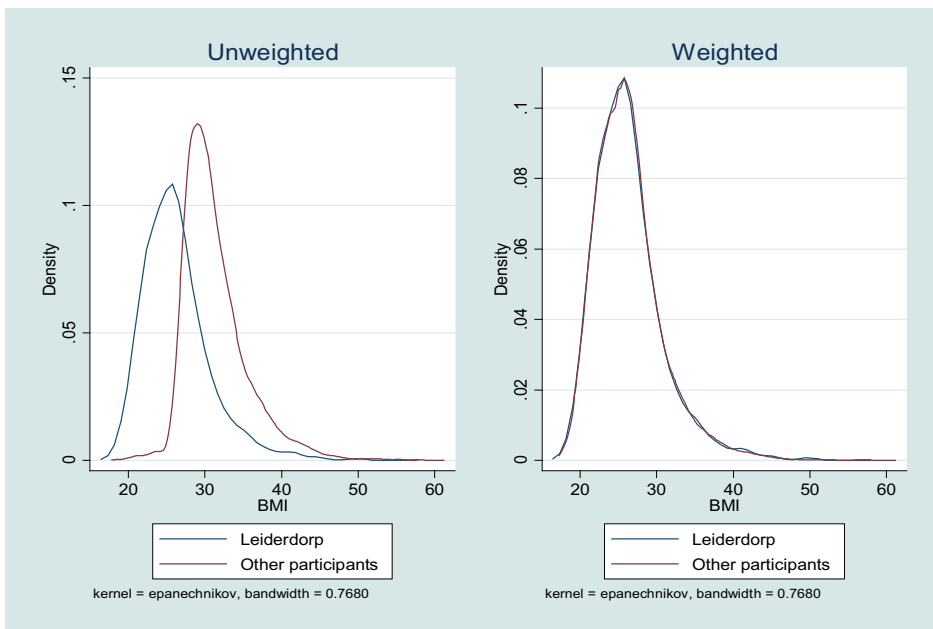 Unweighted
.15
.1
.05
0
Density
20 30 40 50 60
BMI
Leiderdorp
Other participants
kernel = epanechnikov, bandwidth = 0.7680
Weighted
.1
.08
.06
.04
.02
0
Density
20 30 40 50 60
BMI
Leiderdorp
Other participants
kernel = epanechnikov, bandwidth = 0.7680